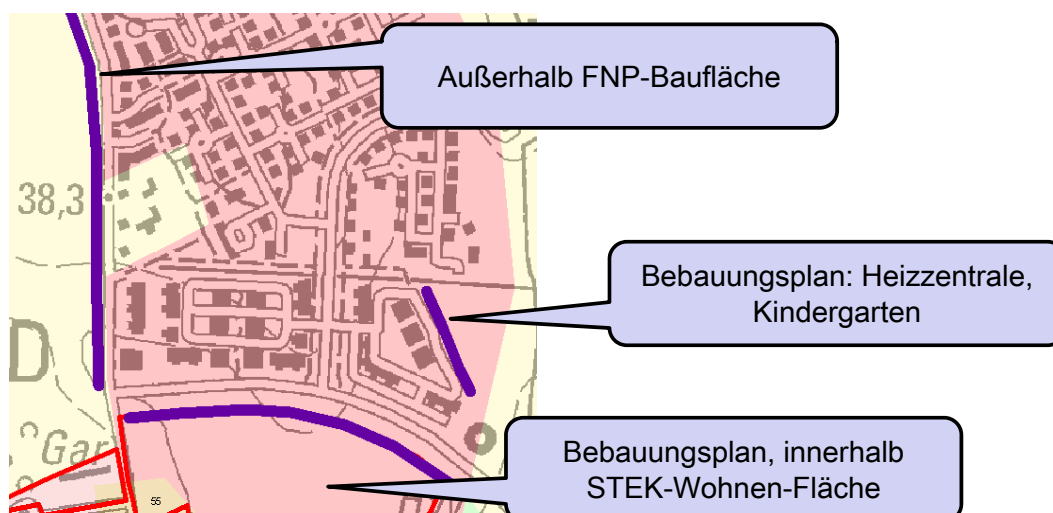 Außerhalb FNP-Baufläche
38,3
Bebauungsplan: Heizzentrale,
Kindergarten
D
Gar
Bebauungsplan, innerhalb
STEK-Wohnen-Fläche
55